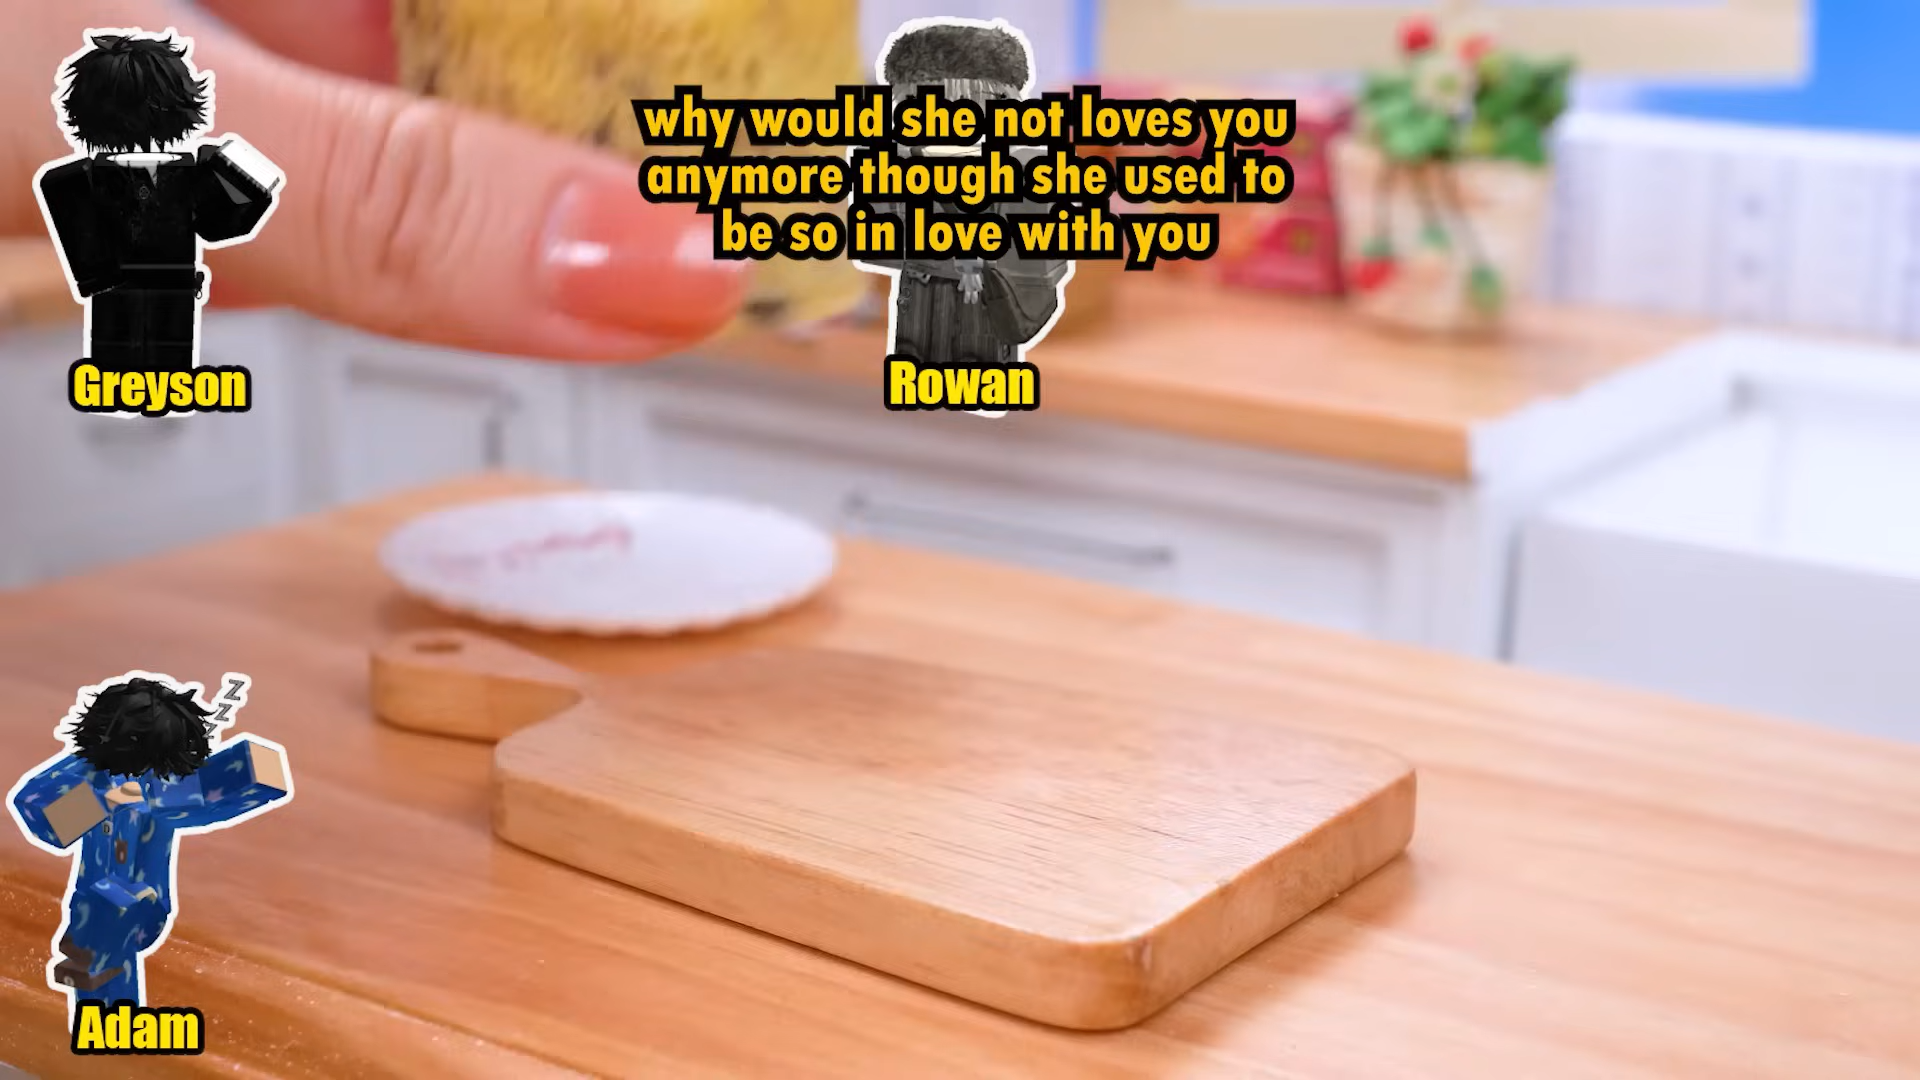 why would she not loves you
anymore though she used to
be so in love with you
Greyson
Rowan
z
z
z
Adam